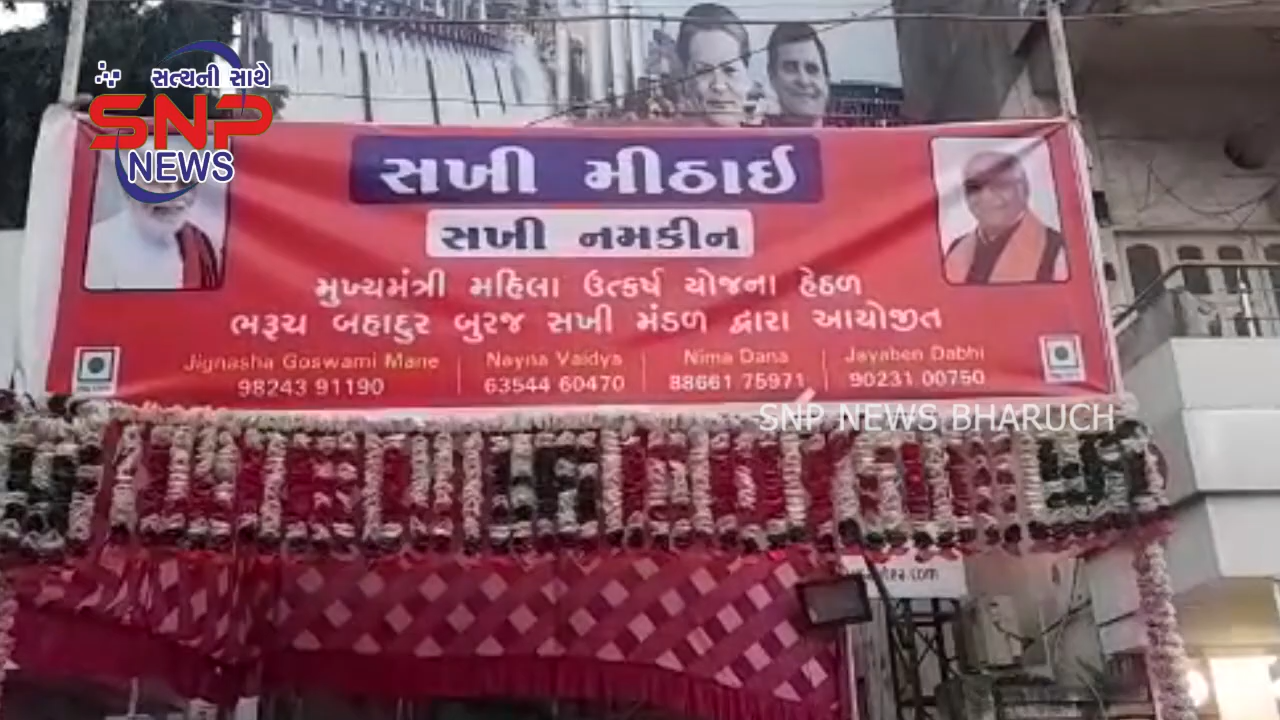 સત્યની સાથે
SNP
NEWS
સખી મીઠાઈ
સખી નમકીન
મુખ્યમંત્રી મહિલા ઉત્કર્ષ યોજના હેઠળ
ભરૂચ બહાદુર બુરજ સખી મંડળ દ્વારા આયોજીત
Jignasha Goswami Mane
98243 91190
Nayna Vaidya
63544 60470
Nima Dana
88661 75971
Jayaben Dabhi
90231 00750
SNP NEWS BHARUCH